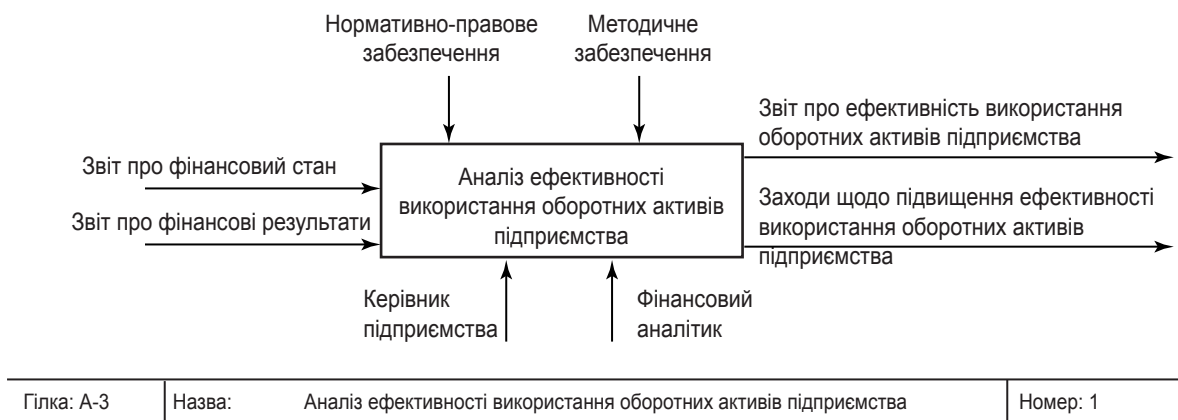 Нормативно-правове
забезпечення
Методичне
забезпечення
Звіт про ефективність використання
оборотних активів підприємства
Звіт про фінансовий стан
Звіт про фінансові результати
Аналіз ефективності
використання оборотних активів
підприємства
Заходи щодо підвищення ефективності
використання оборотних активів
підприємства
Керівник
підприємства
Фінансовий
аналітик
Гілка: А-3 Назва: Аналіз ефективності використання оборотних активів підприємства Номер: 1